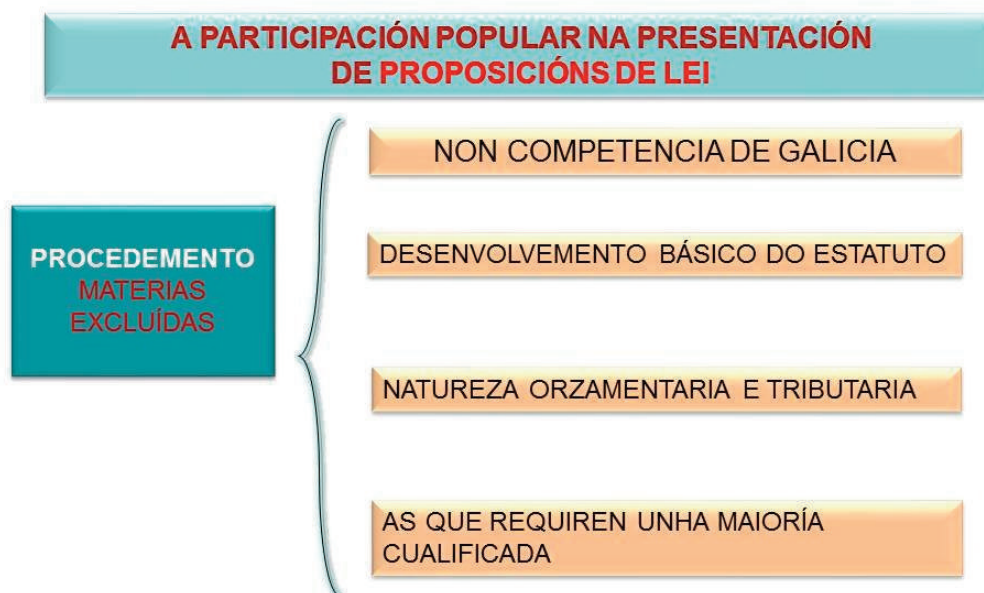 A PARTICIPACIÓN POPULAR NA PRESENTACIÓN
DE PROPOSICIÓNS DE LEI
PROCEDEMENTO
MATERIAS
EXCLUÍDAS
NON COMPETENCIA DE GALICIA
DESENVOLVEMENTO BÁSICO DO ESTATUTO
NATUREZA ORZAMENTARIA E TRIBUTARIA
AS QUE REQUIREN UNHA MAIORÍA
CUALIFICADA